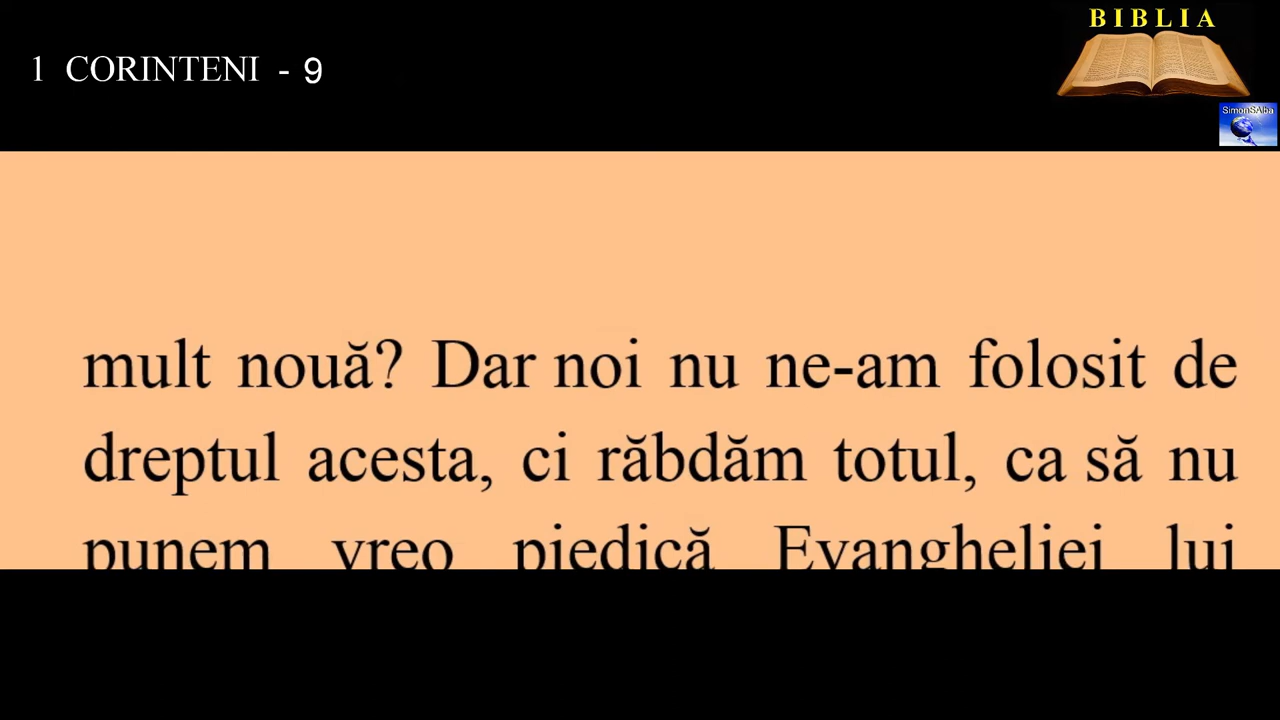 BIBLIA
1 CORINTENI - 9
SimonSAlba
mult nouă? Dar noi nu ne-am folosit de
dreptul acesta, ci răbdăm totul, ca să nu
punem vreo piedică Evangheliei lui